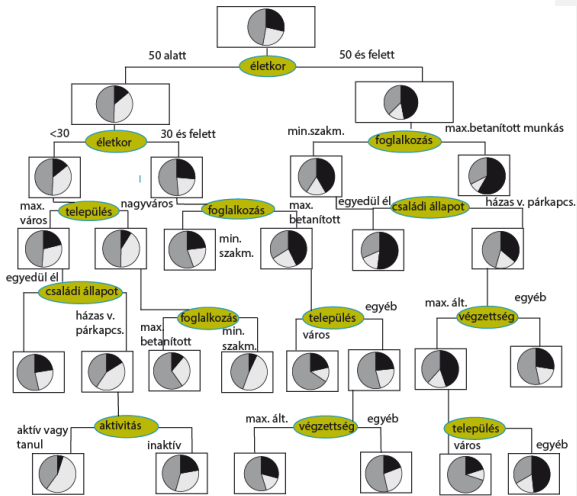 50 alatt
50 és felett
életkor
<30
30 és felett
életkor
min.szakm.
max.betanított munkás
foglalkozás
max.
város
nagyváros
település
foglalkozás
max.
betanított
egyedül él
házas v. párkapcs.
családi állapot
min.
szakm.
egyedül él
családi állapot
házas v.
párkapcs.
max.
betanított
foglalkozás
min.
szakm.
település
egyéb
város
max. ált.
egyéb
végzettség
aktív vagy
tanul
aktivitás
inaktív
max. ált.
végzettség
egyéb
település
város
egyéb